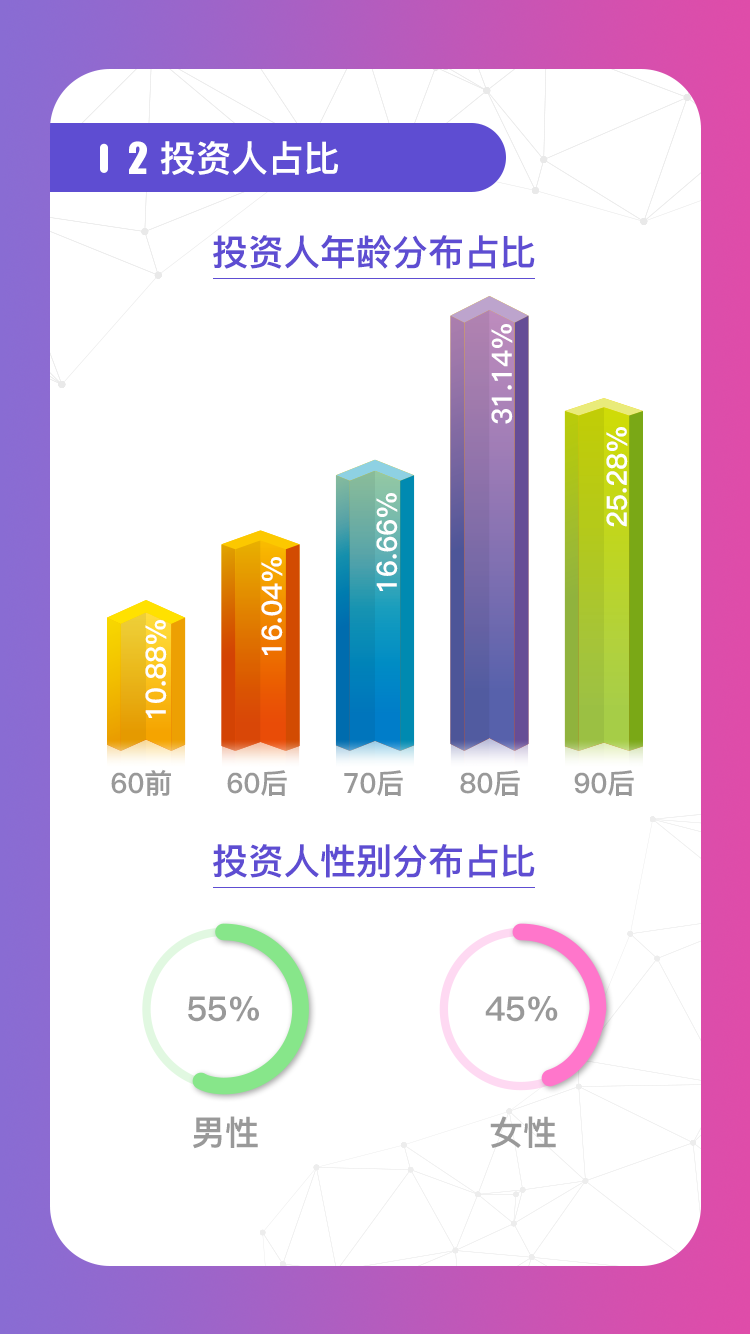 12 投资人占比
投资人年龄分布占比
10.88%
16.04%
16.66%
31.14%
25.28%
60前
60后
70后
80后
90后
投资人性别分布占比
55%
45%
男性
女性